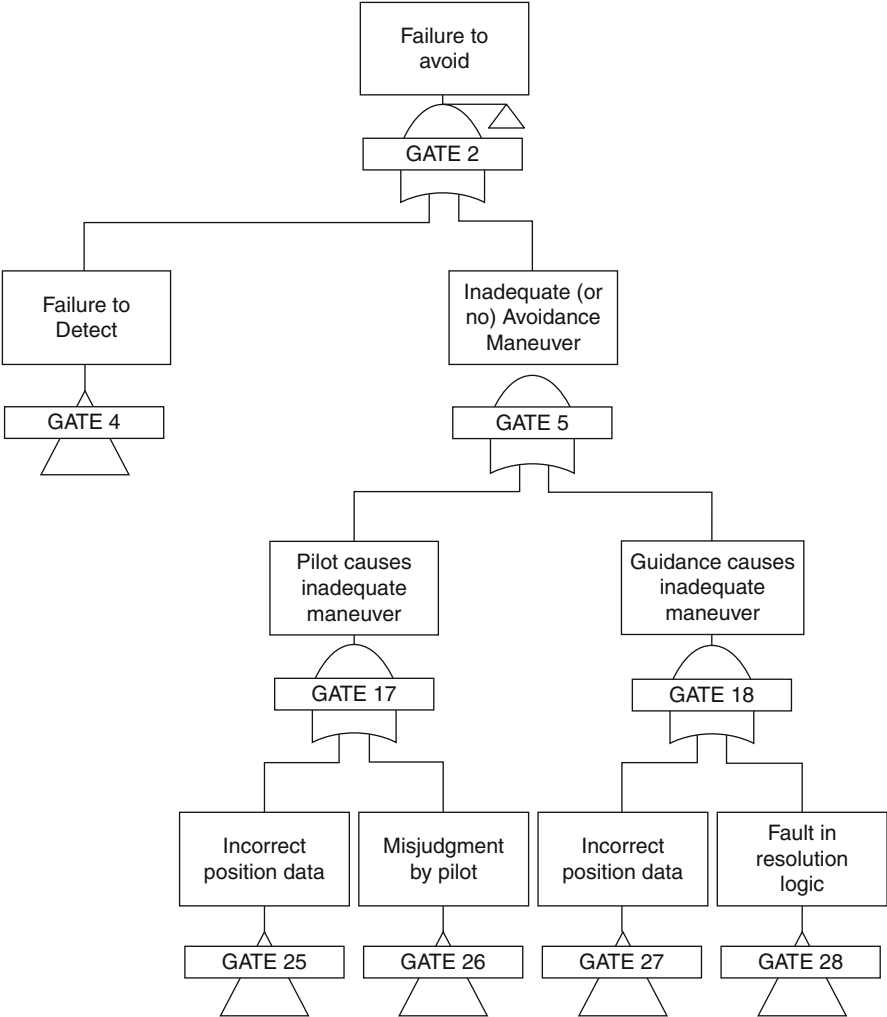 Failure to
avoid
GATE 2
Failure to
Detect
Inadequate (or
no) Avoidance
Maneuver
GATE 4
GATE 5
Pilot causes
inadequate
maneuver
Guidance causes
inadequate
maneuver
GATE 17
GATE 18
Incorrect
position data
Misjudgment
by pilot
Incorrect
position data
Fault in
resolution
logic
GATE 25
GATE 26
GATE 27
GATE 28